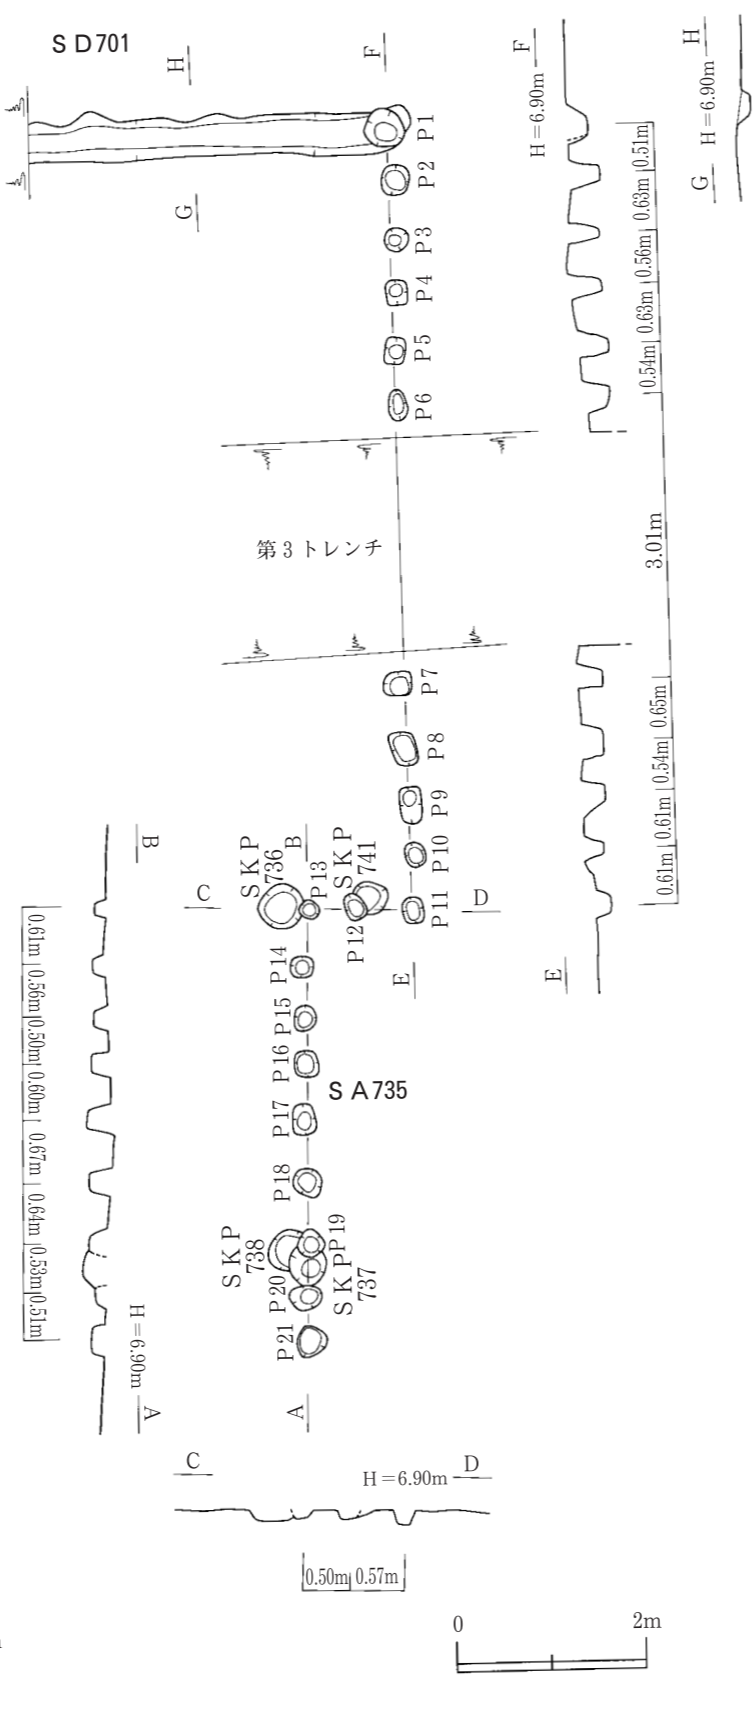 S D701
H
F
F
H
H=6.90m
H=6.90m
G
G
P1
P2
P3
P4
P5
P6
0.51m
0.63m
0.56m
0.63m
0.54m
第3トレンチ
3.01m
P7
P8
P9
P10
P11
0.65m
0.54m
0.61m
0.61m
B
B
SKP
736
P13
SKP
741
C
D
P12
E
E
P14
P15
P16
S A735
P17
P18
P19
SKP
738
SKP
737
P20
P21
0.61m
0.56m
0.50m
0.60m
0.67m
0.64m
0.53m
0.51m
H=6.90m
A
A
C
D
H=6.90m
0.50m
0.57m
0
2m